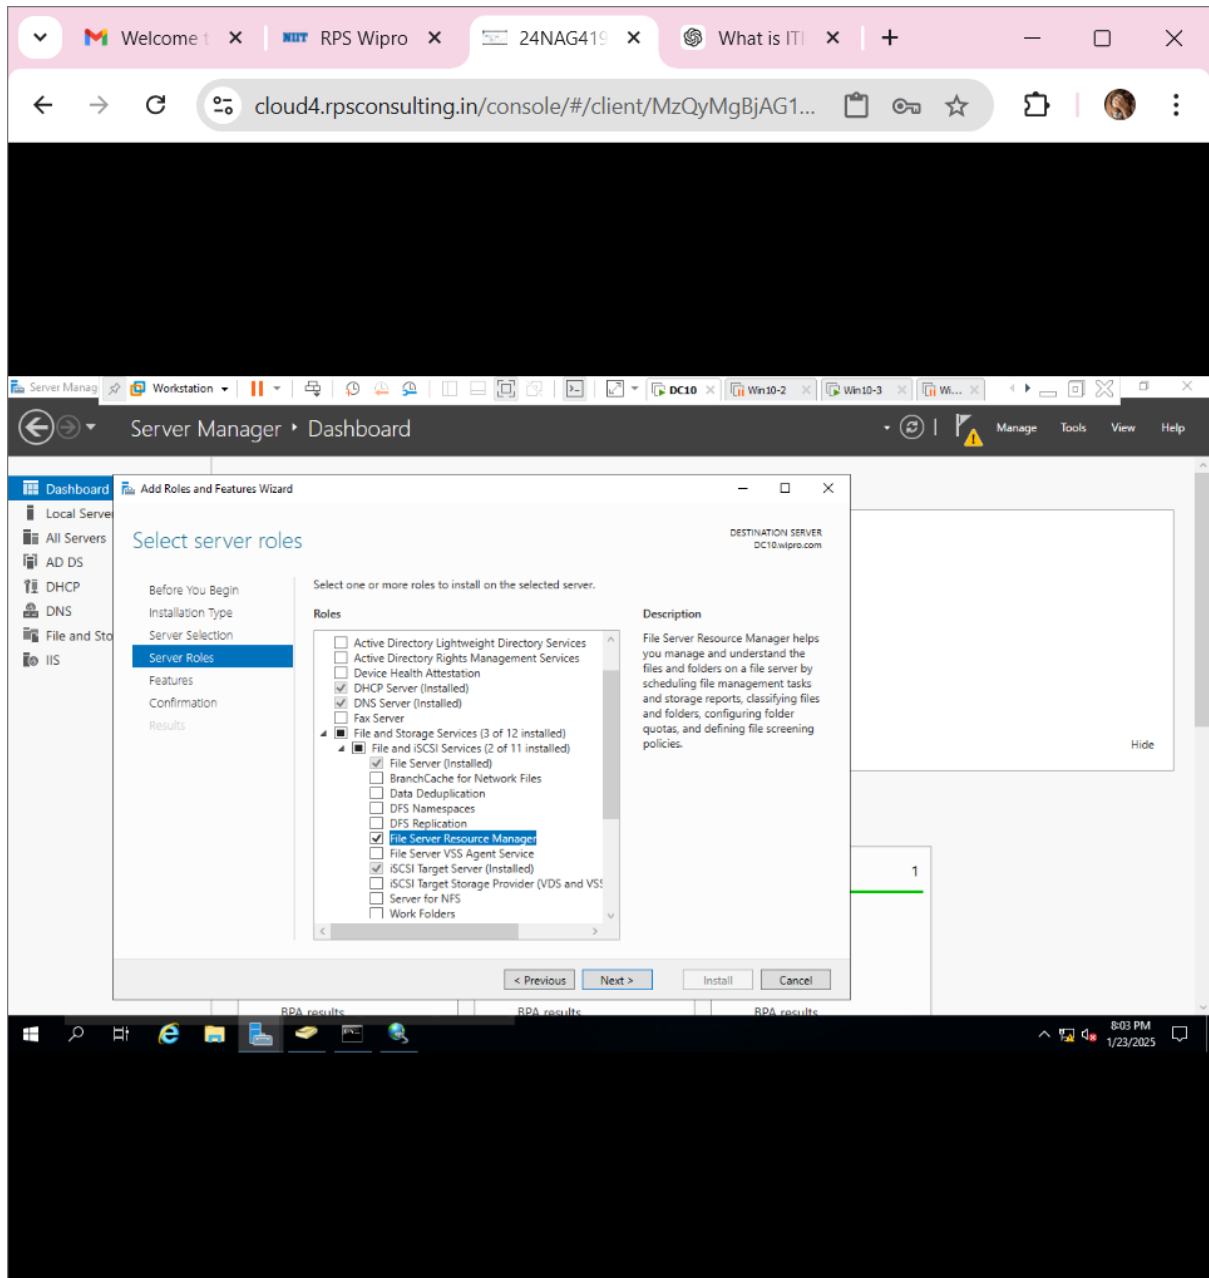 Welcome t
NIIT RPS Wipro
24NAG419
What is ITI
cloud4.rpsconsulting.in/console/#/client/MzQyMgBjAG1...
Server Manag
Workstation
DC10
Win10-2
Win10-3
Wi...
Server Manager • Dashboard
Manage Tools View Help
Dashboard
Local Server
All Servers
AD DS
DHCP
DNS
File and Sto
IIS
Add Roles and Features Wizard
Select server roles
DESTINATION SERVER
DC10.wipro.com
Before You Begin
Installation Type
Server Selection
Server Roles
Features
Confirmation
Results
Select one or more roles to install on the selected server.
Roles
Active Directory Lightweight Directory Services
Active Directory Rights Management Services
Device Health Attestation
DHCP Server (Installed)
DNS Server (Installed)
Fax Server
File and Storage Services (3 of 12 installed)
File and iSCSI Services (2 of 11 installed)
File Server (Installed)
BranchCache for Network Files
Data Deduplication
DFS Namespaces
DFS Replication
File Server Resource Manager
File Server VSS Agent Service
iSCSI Target Server (Installed)
iSCSI Target Storage Provider (VDS and VSS
Server for NFS
Work Folders
Description
File Server Resource Manager helps
you manage and understand the
files and folders on a file server by
scheduling file management tasks
and storage reports, classifying files
and folders, configuring folder
quotas, and defining file screening
policies.
Hide
1
< Previous
Next >
Install
Cancel
BPA results
BPA results
BPA results
8:03 PM
1/23/2025